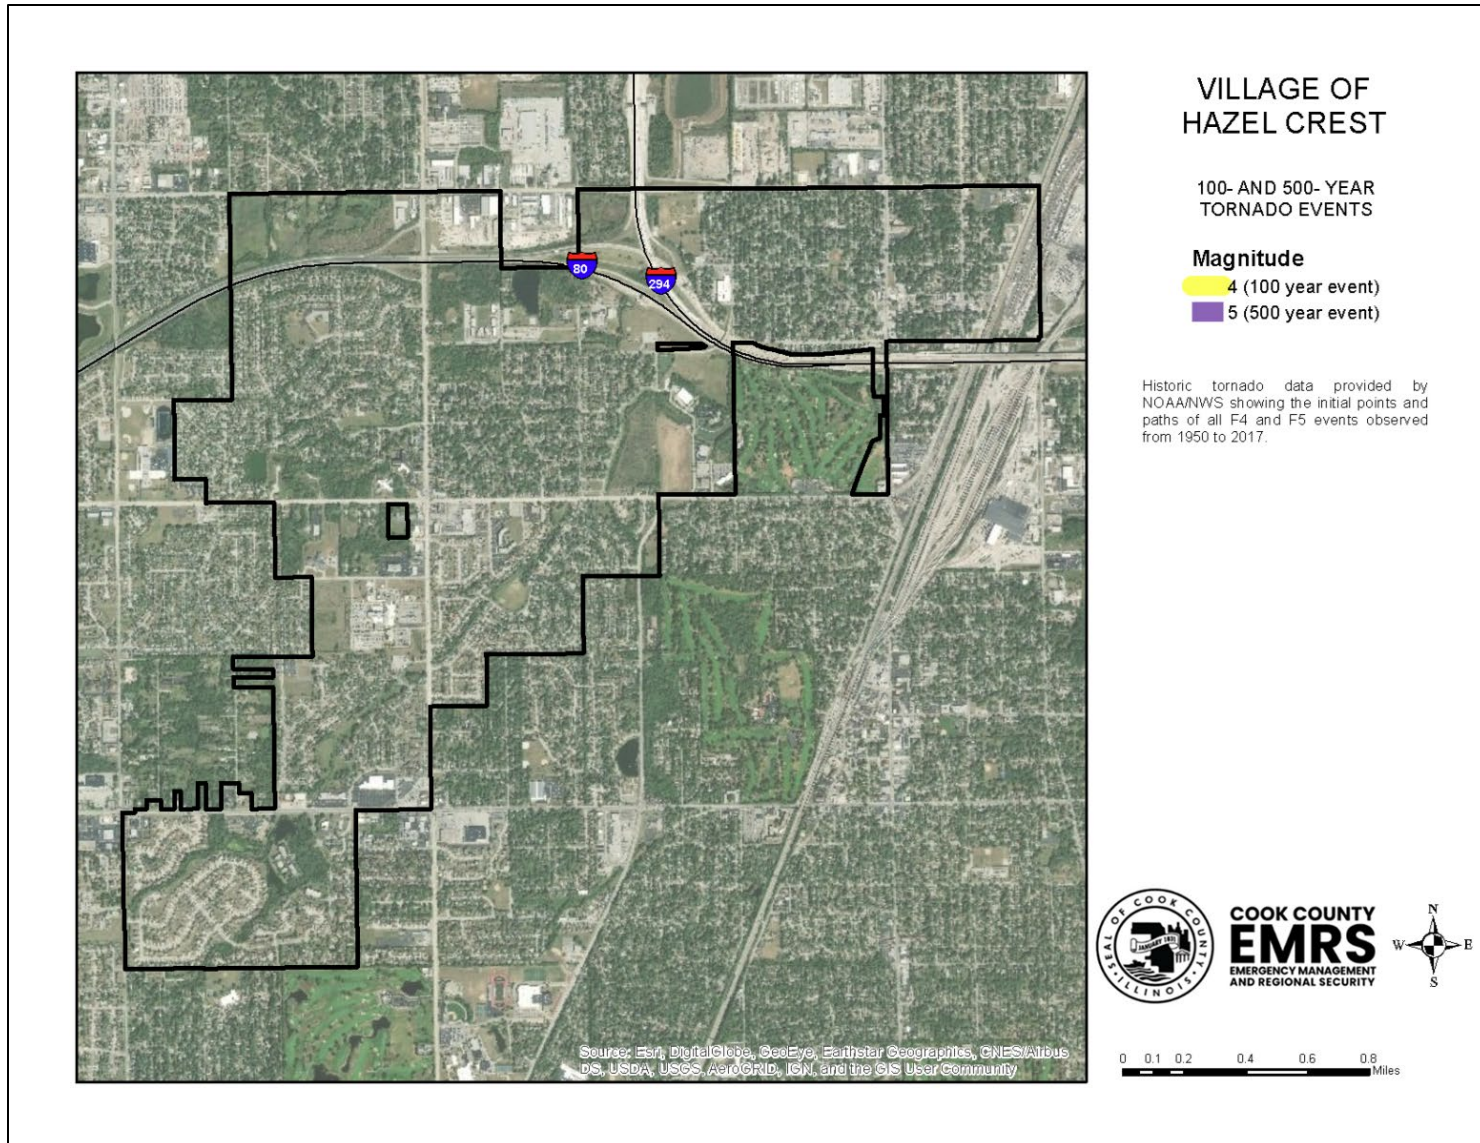 VILLAGE OF
HAZEL CREST
100- AND 500- YEAR
TORNADO EVENTS
Magnitude
4 (100 year event)
5 (500 year event)
Historic tornado data provided by
NOAA/NWS showing the initial points and
paths of all F4 and F5 events observed
from 1950 to 2017.
80
294
SEAL OF COOK COUNTY
JANUARY 1831
ILLINOIS
COOK COUNTY
EMRS
EMERGENCY MANAGEMENT
AND REGIONAL SECURITY
N
W E
S
0 0.1 0.2 0.4 0.6 0.8
Miles
Source: Esri, DigitalGlobe, GeoEye, Earthstar Geographics, CNES/Airbus
DS, USDA, USGS, AeroGRID, IGN, and the GIS User Community